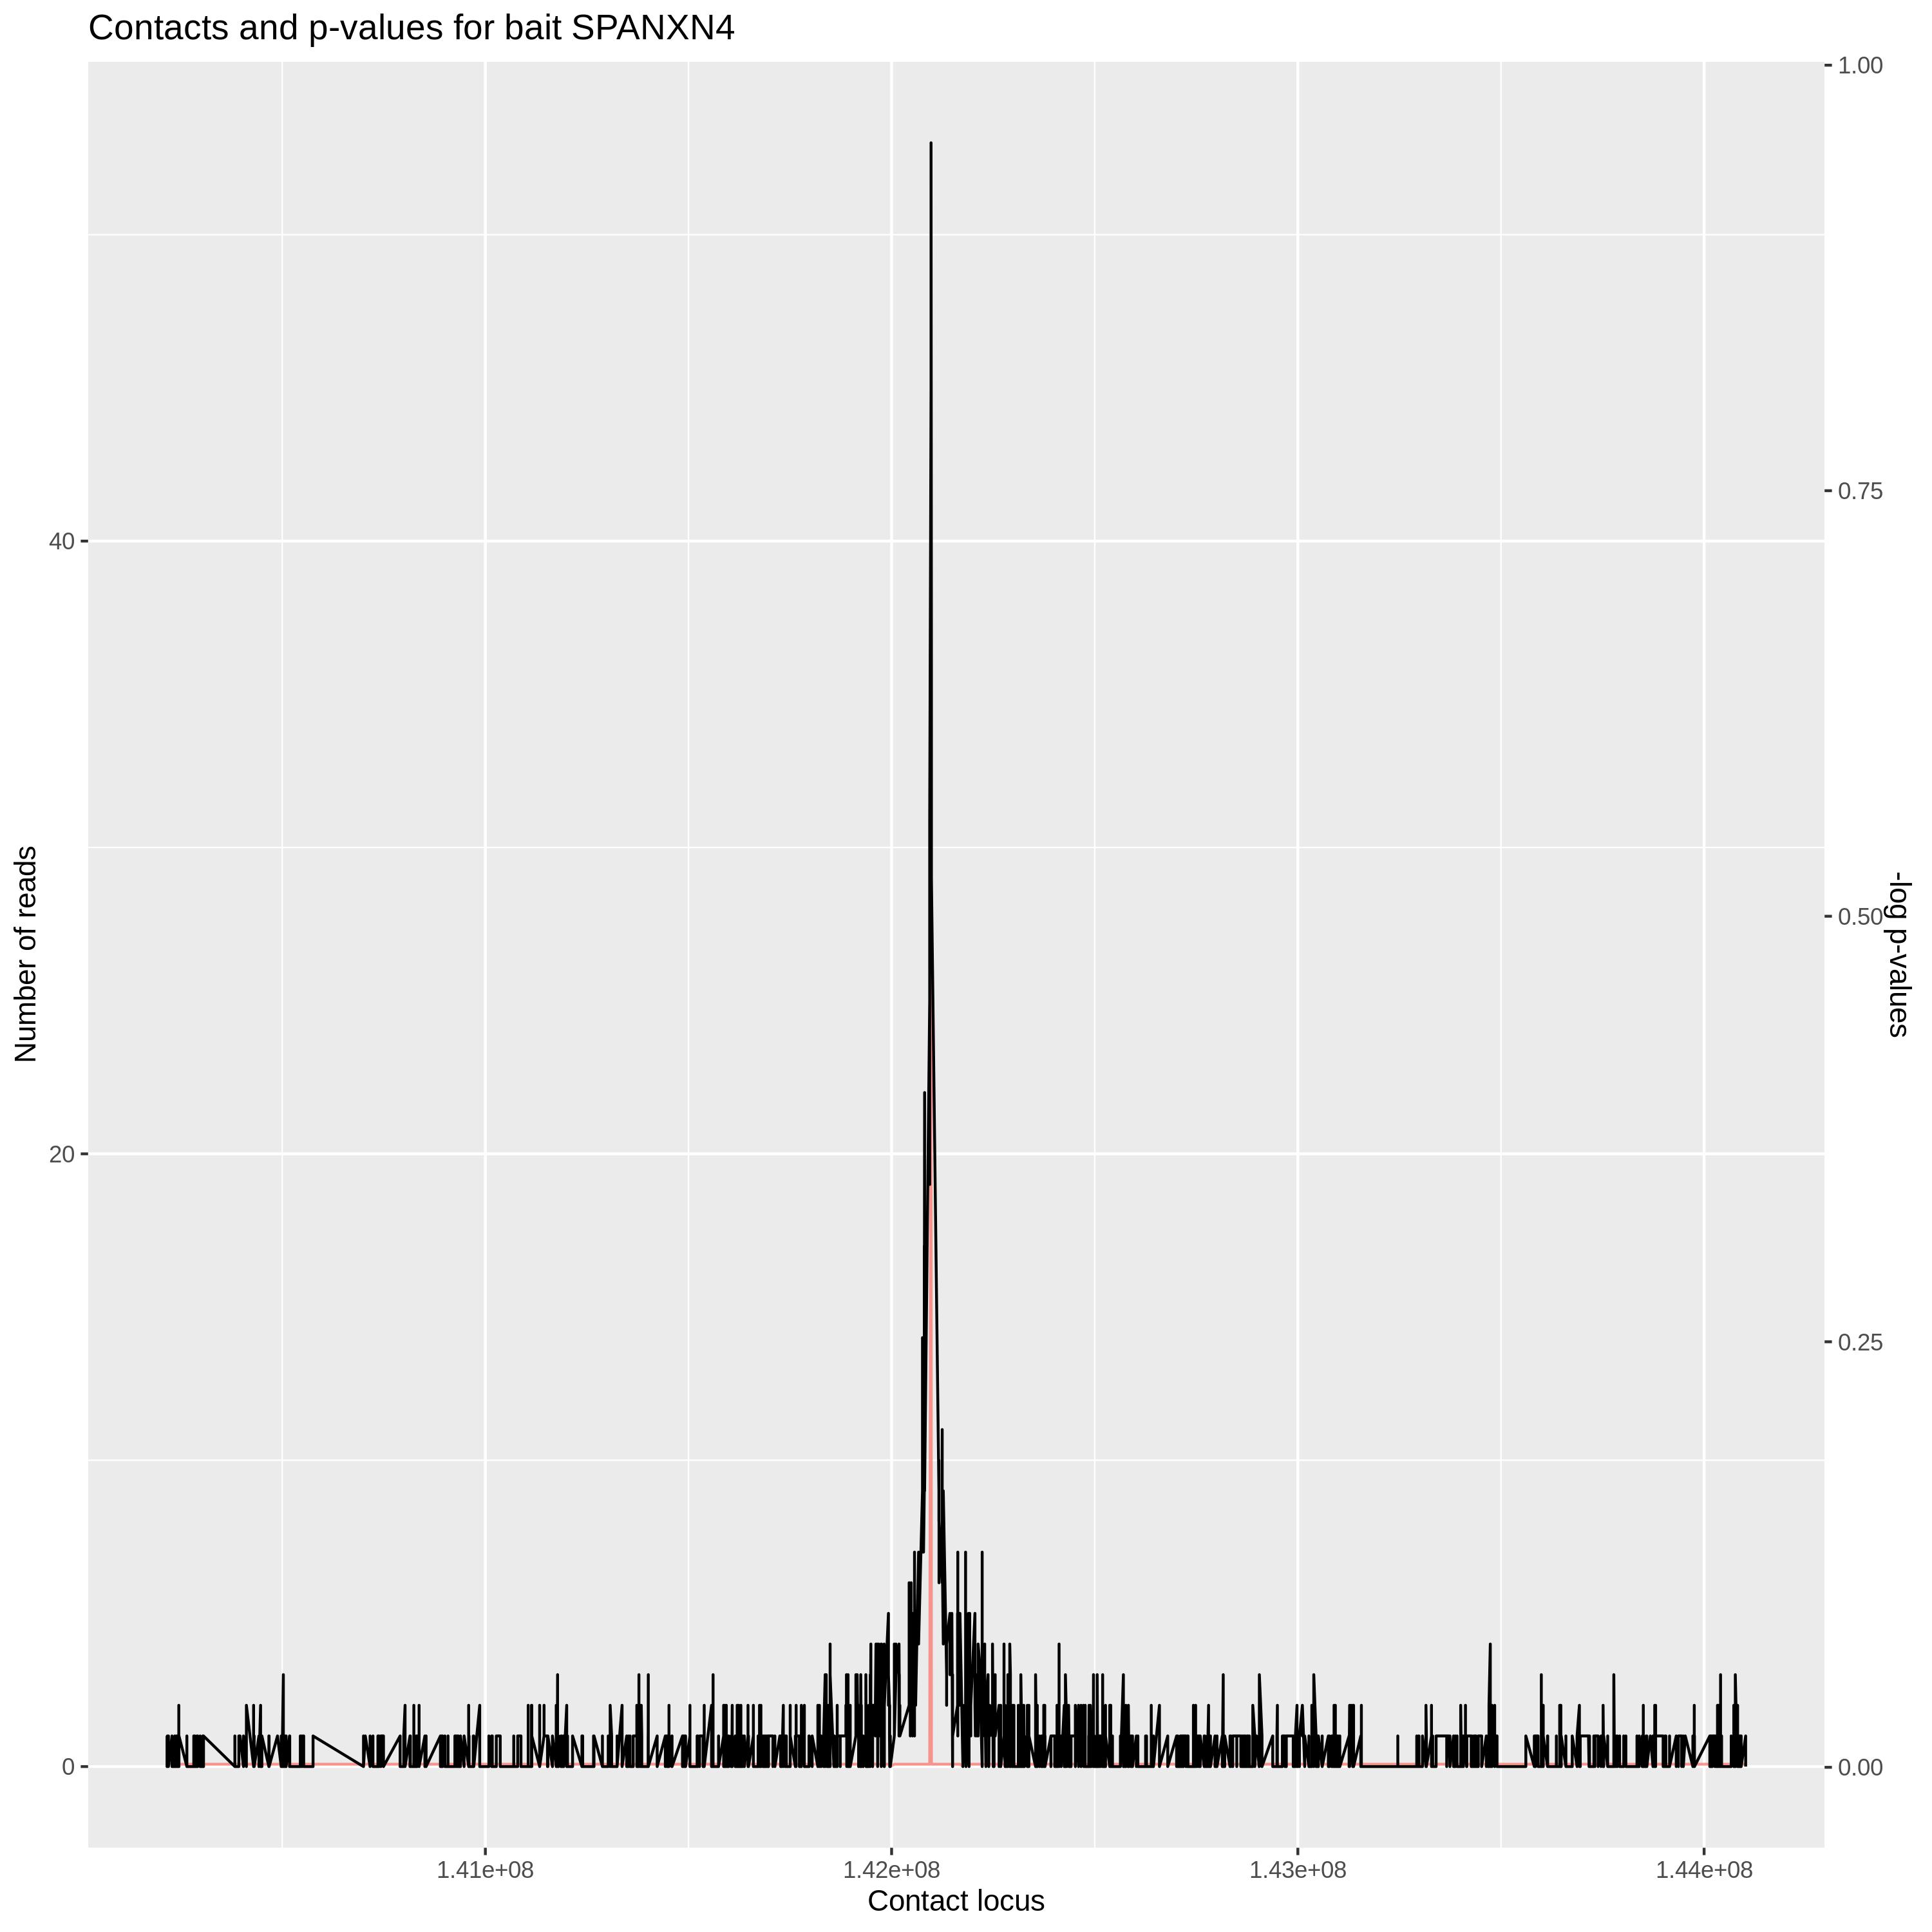 Contacts and p-values for bait SPANXN4
Number of reads
40
20
0
1.00
0.75
0.50
0.25
0.00
-log p-values
1.41e+08
1.42e+08
1.43e+08
1.44e+08
Contact locus